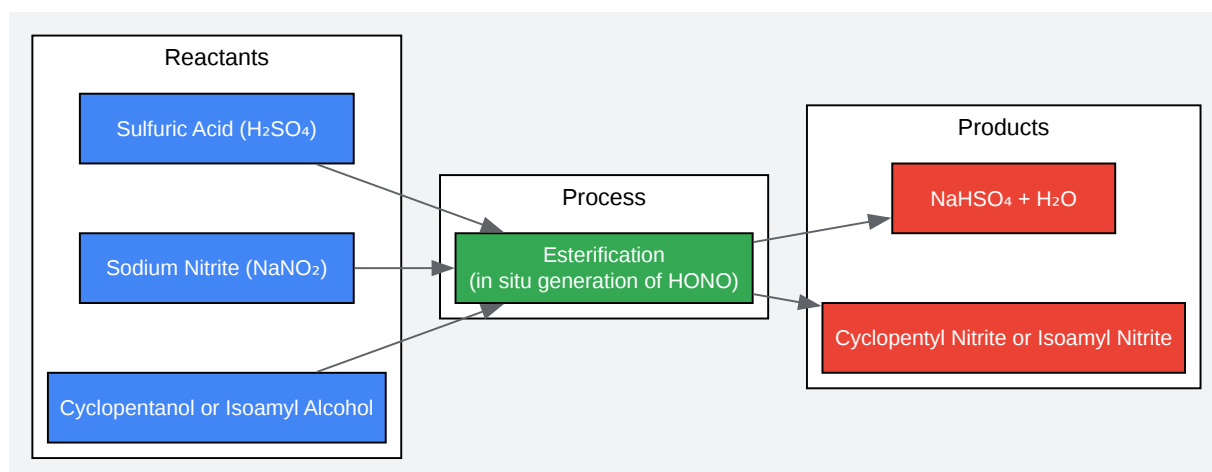 Reactants
Sulfuric Acid (H₂SO₄)
Sodium Nitrite (NaNO₂)
Cyclopentanol or Isoamyl Alcohol
Process
Esterification
(in situ generation of HONO)
Products
NaHSO₄ + H₂O
Cyclopentyl Nitrite or Isoamyl Nitrite